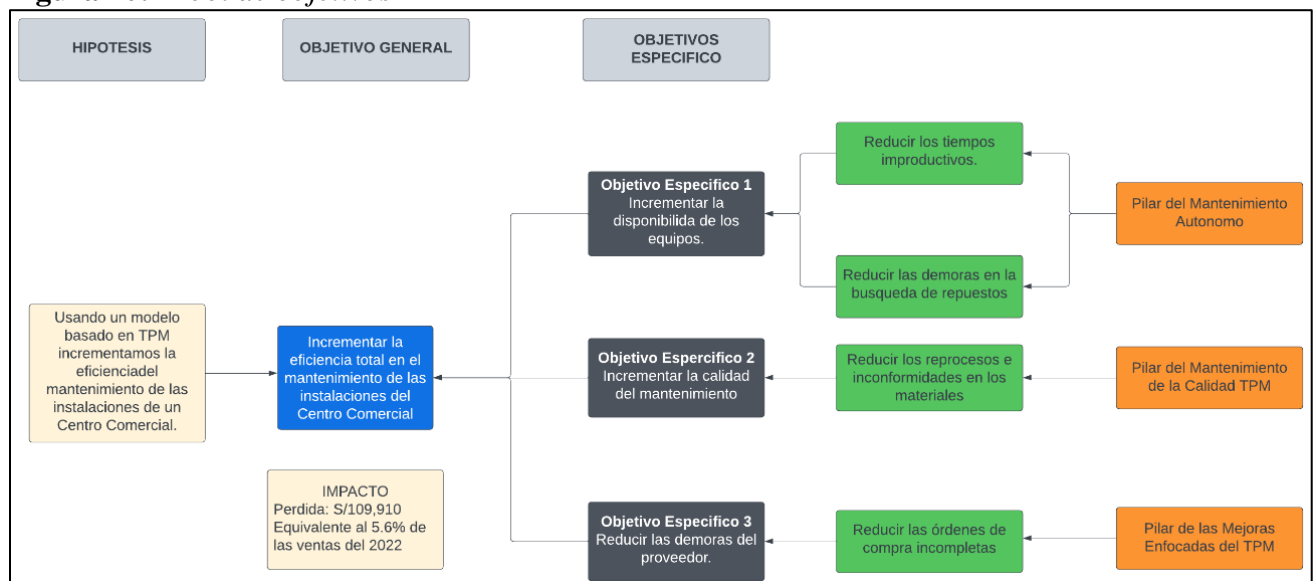 HIPOTESIS
OBJETIVO GENERAL
OBJETIVOS
ESPECIFICO
Reducir los tiempos
improductivos.
Objetivo Especifico 1
Incrementar la
disponibilida de los
equipos.
Pilar del Mantenimiento
Autonomo
Reducir las demoras en la
busqueda de repuestos
Usando un modelo
basado en TPM
incrementamos la
eficienciadel
mantenimiento de las
instalaciones de un
Centro Comercial.
Incrementar la
eficiencia total en el
mantenimiento de las
instalaciones del
Centro Comercial
Objetivo Espercifico 2
Incrementar la calidad
del mantenimiento
Reducir los reprocesos e
inconformidades en los
materiales
Pilar del Mantenimiento
de la Calidad TPM
IMPACTO
Perdida: S/109,910
Equivalente al 5.6% de
las ventas del 2022
Objetivo Especifico 3
Reducir las demoras del
proveedor.
Reducir las órdenes de
compra incompletas
Pilar de las Mejoras
Enfocadas del TPM